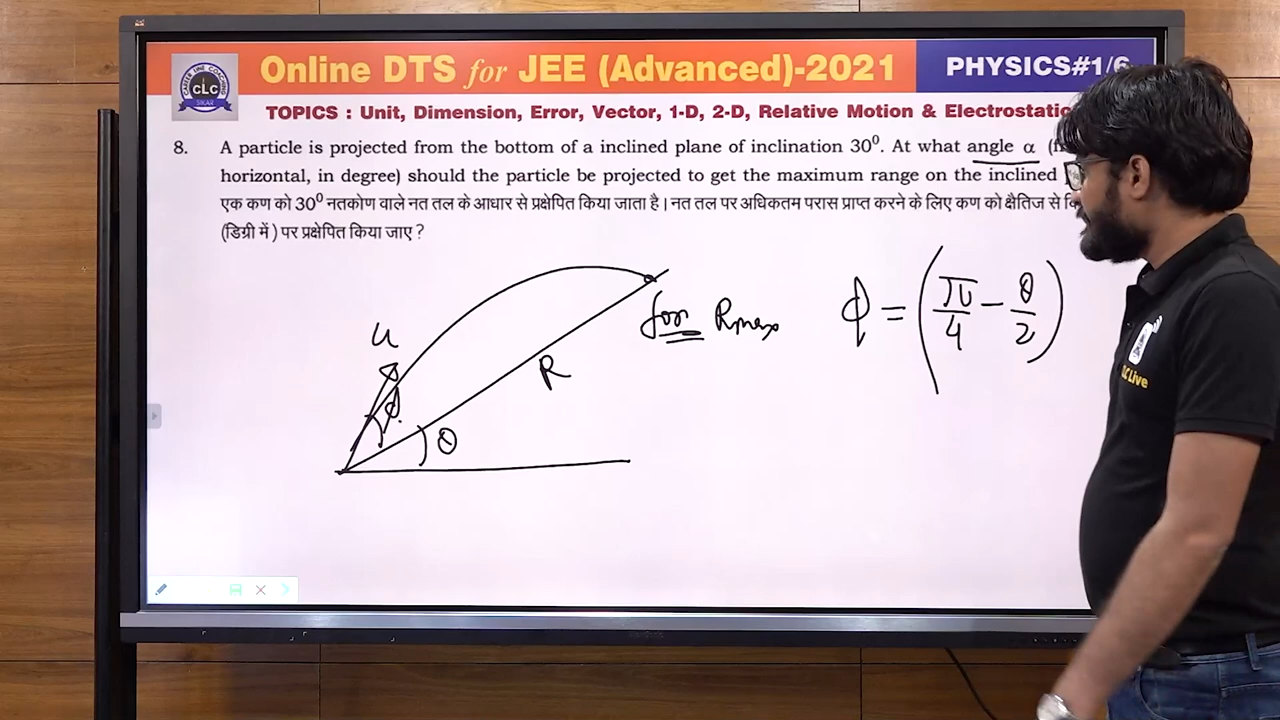 Online DTS for JEE (Advanced)-2021
PHYSICS#1/6
CLC
SIKAR
TOPICS : Unit, Dimension, Error, Vector, 1-D, 2-D, Relative Motion &
8. A particle is projected from the bottom of a inclined plane of inclination 30⁰. At what angle α
horizontal, in degree) should the particle be projected to get the maximum range on the inclined
एक कण को 30⁰ नतकोण वाले नत तल के आधार से प्रक्षेपित किया जाता है। नत तल पर अधिकतम परास प्राप्त करने के लिए कण को क्षैतिज से
(डिग्री में ) पर प्रक्षेपित किया जाए ?
u
ϕ
θ
R
for Rmax
ϕ = (π/4 − θ/2)
Live